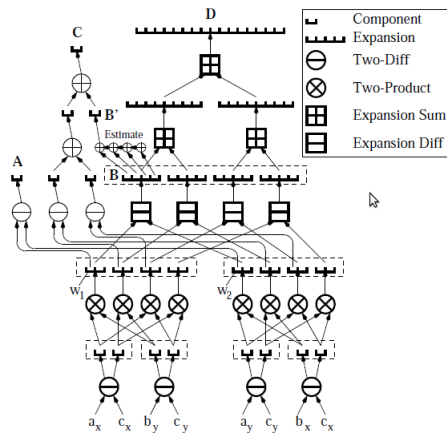 D
C
B'
Estimate
A
B
w1
w2
ax cx by cy ay cy bx cx
Component
Expansion
Two-Diff
Two-Product
Expansion Sum
Expansion Diff